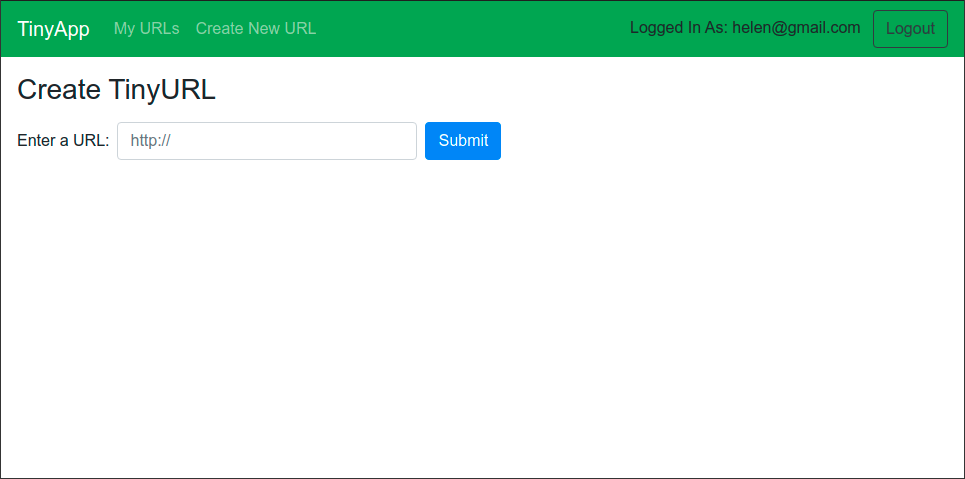 TinyApp My URLs Create New URL Logged In As: helen@gmail.com Logout
Create TinyURL
Enter a URL: http:// Submit